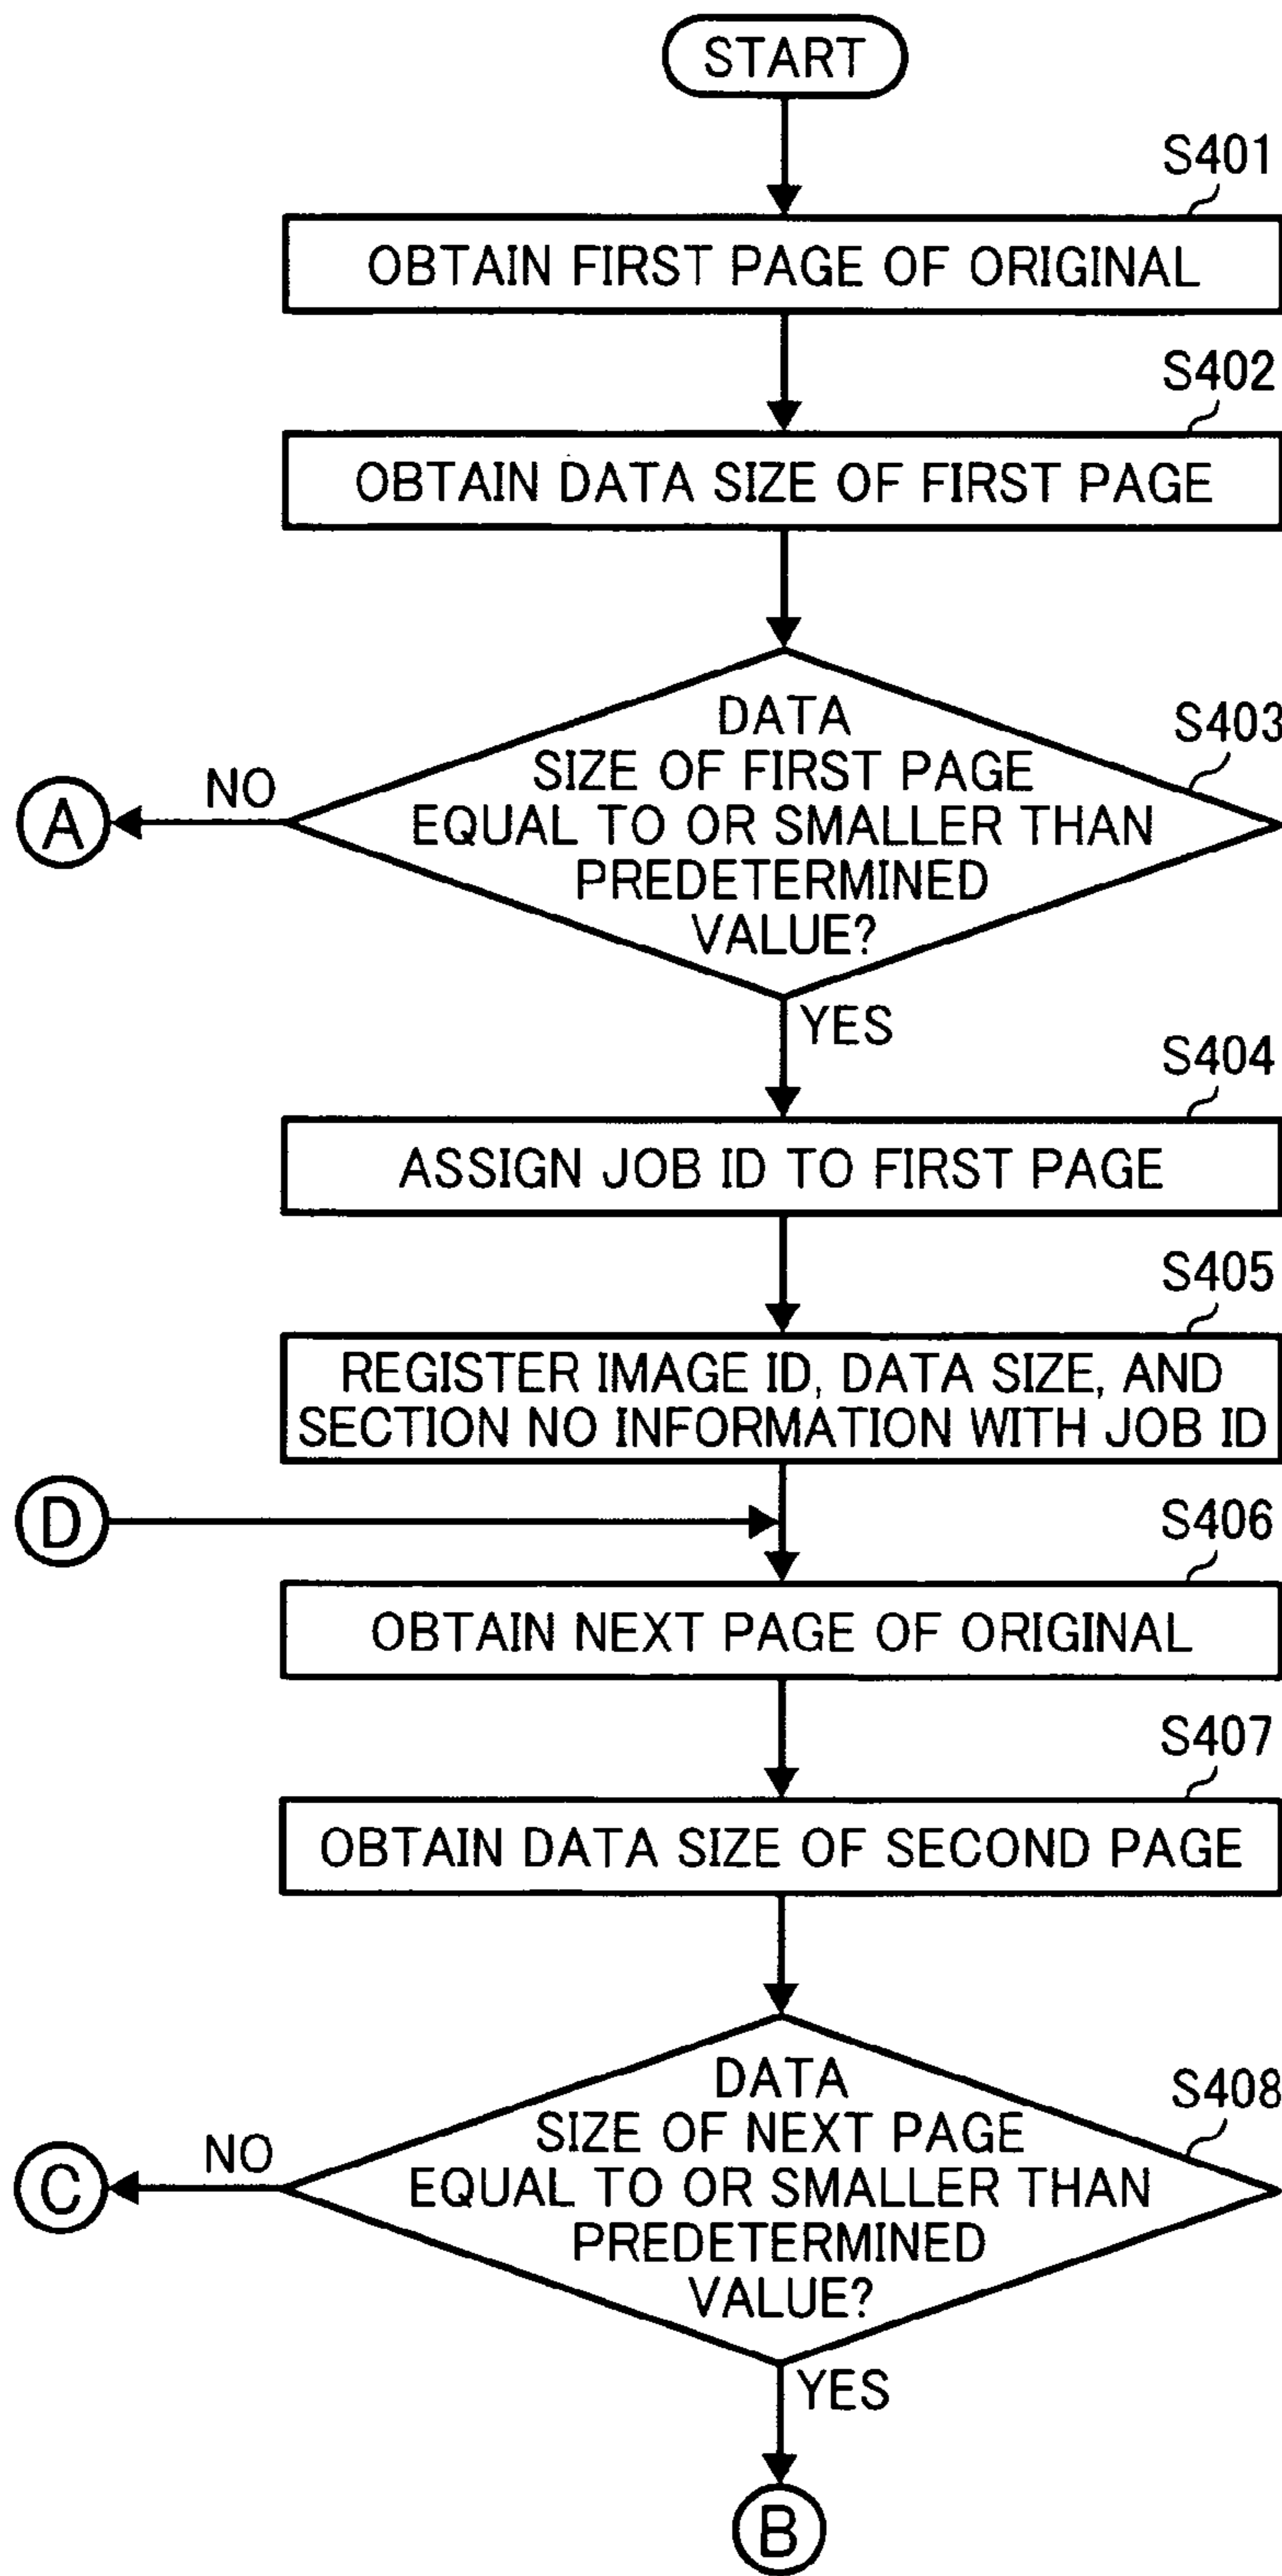 START
S401
OBTAIN FIRST PAGE OF ORIGINAL
S402
OBTAIN DATA SIZE OF FIRST PAGE
S403
DATA
SIZE OF FIRST PAGE
EQUAL TO OR SMALLER THAN
PREDETERMINED
VALUE?
NO
A
YES
S404
ASSIGN JOB ID TO FIRST PAGE
S405
REGISTER IMAGE ID, DATA SIZE, AND
SECTION NO INFORMATION WITH JOB ID
D
S406
OBTAIN NEXT PAGE OF ORIGINAL
S407
OBTAIN DATA SIZE OF SECOND PAGE
S408
DATA
SIZE OF NEXT PAGE
EQUAL TO OR SMALLER THAN
PREDETERMINED
VALUE?
NO
C
YES
B